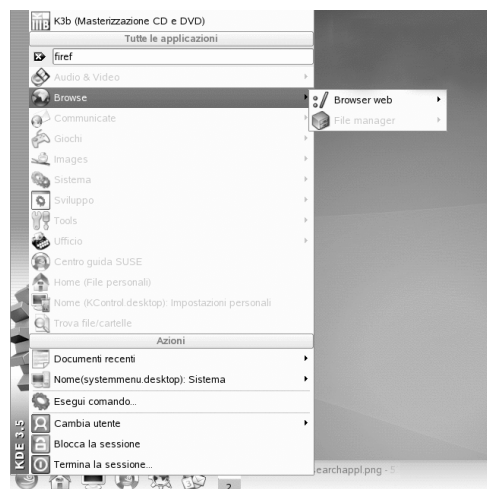 K3b (Masterizzazione CD e DVD)
Tutte le applicazioni
firef
Audio & Video
Browse
Browser web
File manager
Communicate
Giochi
Images
Sistema
Sviluppo
Tools
Ufficio
Centro guida SUSE
Home (File personali)
Nome (KControl desktop): Impostazioni personali
Trova file/cartelle
Azioni
Documenti recenti
Nome(systemmenu.desktop): Sistema
Esegui comando...
Cambia utente
Blocca la sessione
Termina la sessione...
KDE 3.5
earchappl.png - 5
2